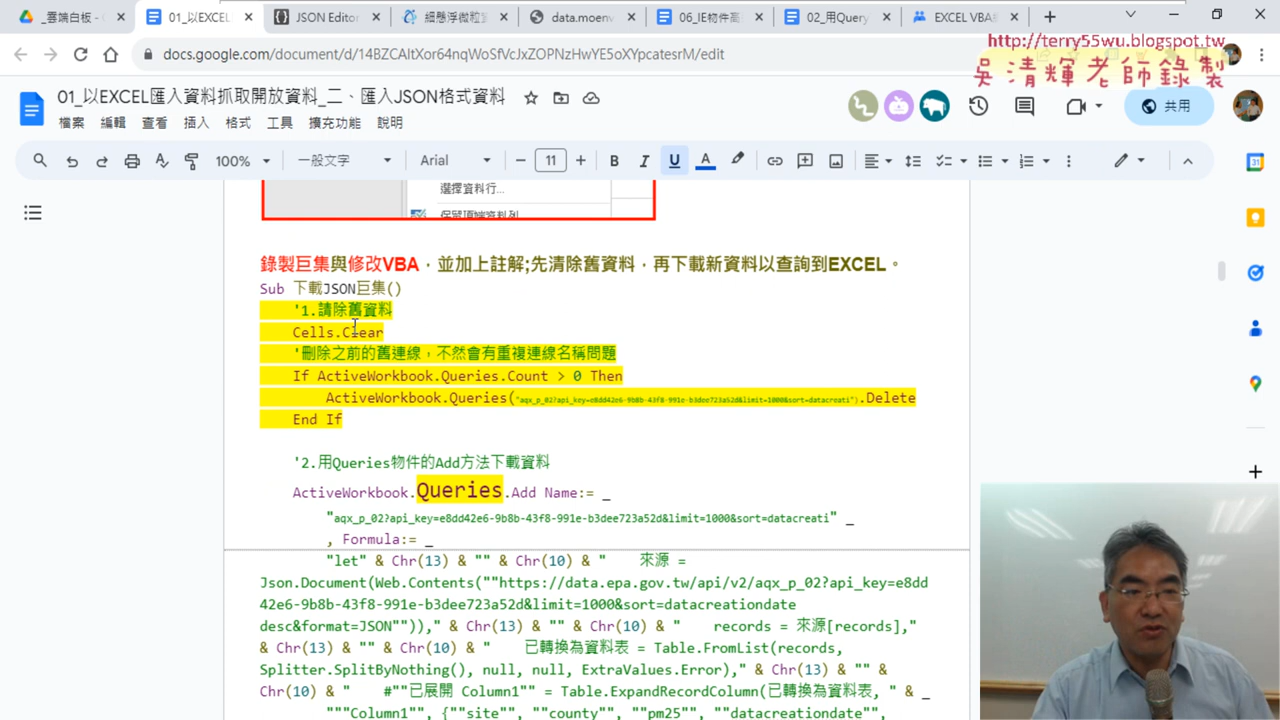 _雲端白板 -
01_以EXCEL
JSON Editor
細懸浮微粒
data.moenv
06_IE物件高
02_用Query
EXCEL VBA
docs.google.com/document/d/14BZCAltXor64nqWoSfVcJxZOPNzHwYE5oXYpcatesrM/edit
http://terry55wu.blogspot.tw
吳清輝老師錄製
01_以EXCEL匯入資料抓取開放資料_二、匯入JSON格式資料
檔案 編輯 查看 插入 格式 工具 擴充功能 說明
共用
100% 一般文字 Arial 11
選擇資料行...
保留頂端資料列
錄製巨集與修改VBA，並加上註解;先清除舊資料，再下載新資料以查詢到EXCEL。
Sub 下載JSON巨集()
'1.請除舊資料
Cells.Clear
'刪除之前的舊連線，不然會有重複連線名稱問題
If ActiveWorkbook.Queries.Count > 0 Then
ActiveWorkbook.Queries("aqx_p_02?api_key=e8dd42e6-9b8b-43f8-991e-b3dee723a52d&limit=1000&sort=datacreati").Delete
End If
'2.用Queries物件的Add方法下載資料
ActiveWorkbook.Queries.Add Name:= _
"aqx_p_02?api_key=e8dd42e6-9b8b-43f8-991e-b3dee723a52d&limit=1000&sort=datacreati" _
, Formula:= _
"let" & Chr(13) & "" & Chr(10) & " 來源 =
Json.Document(Web.Contents(""https://data.epa.gov.tw/api/v2/aqx_p_02?api_key=e8dd
42e6-9b8b-43f8-991e-b3dee723a52d&limit=1000&sort=datacreationdate
desc&format=JSON""))," & Chr(13) & "" & Chr(10) & " records = 來源[records],"
& Chr(13) & "" & Chr(10) & " 已轉換為資料表 = Table.FromList(records,
Splitter.SplitByNothing(), null, null, ExtraValues.Error)," & Chr(13) & "" &
Chr(10) & " #""已展開 Column1"" = Table.ExpandRecordColumn(已轉換為資料表, " & _
"""Column1"", {""site"", ""county"", ""pm25"", ""datacreationdate"",